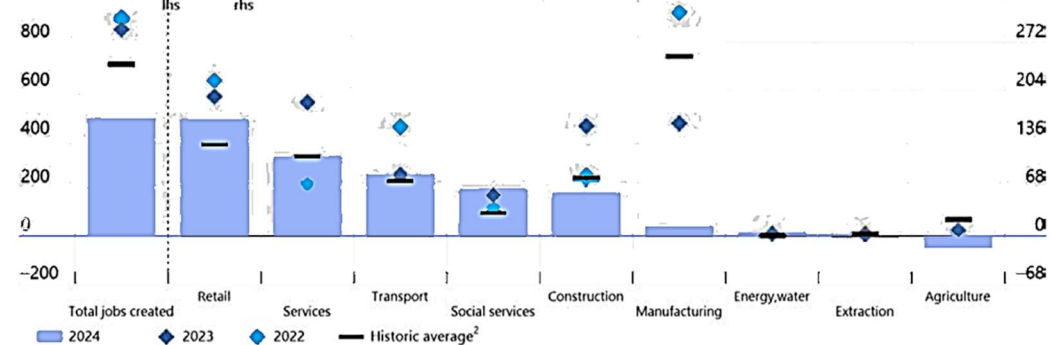 lhs rhs
800 272
600 204
400 136
200 68
0 0
−200 −68
Retail Transport Construction Energy,water Agriculture
Total jobs created Services Social services Manufacturing Extraction
2024 2023 2022 Historic average²